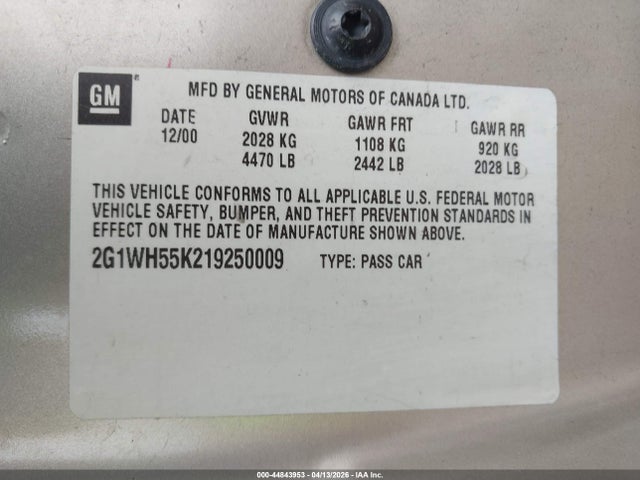 GM
MFD BY GENERAL MOTORS OF CANADA LTD.
DATE GVWR GAWR FRT GAWR RR
12/00 2028 KG 1108 KG 920 KG
4470 LB 2442 LB 2028 LB
THIS VEHICLE CONFORMS TO ALL APPLICABLE U.S. FEDERAL MOTOR
VEHICLE SAFETY, BUMPER, AND THEFT PREVENTION STANDARDS IN
EFFECT ON THE DATE OF MANUFACTURE SHOWN ABOVE.
2G1WH55K219250009 TYPE: PASS CAR
000-44843953 | 04/13/2026 | IAA Inc.